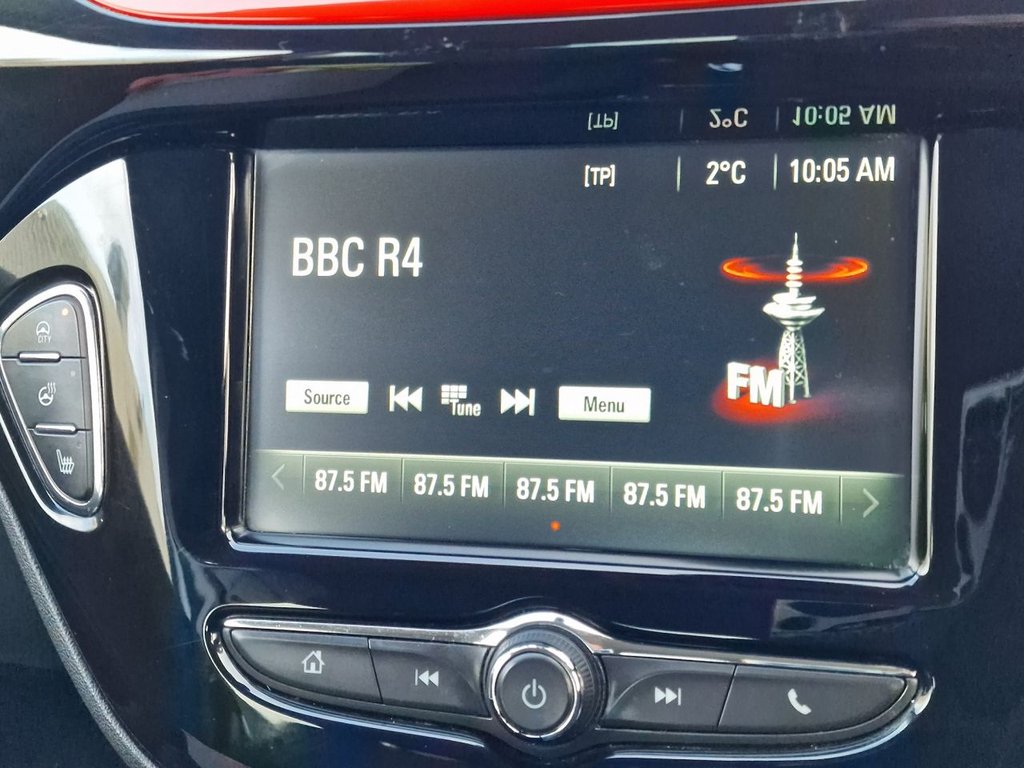 [TP] 2°C 10:05 AM
[TP] 2°C 10:05 AM
BBC R4
FM
Source Tune Menu
87.5 FM 87.5 FM 87.5 FM 87.5 FM 87.5 FM
CITY